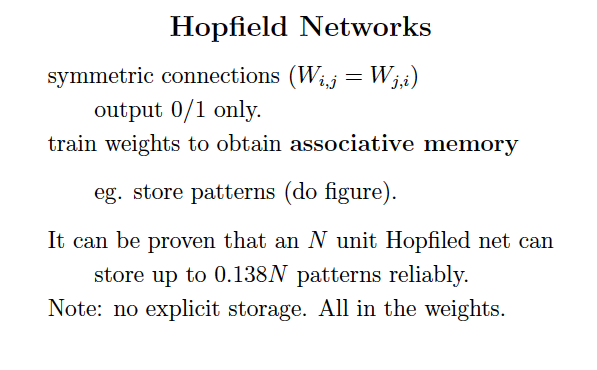 Hopfield Networks
symmetric connections (W_{i,j} = W_{j,i})
output 0/1 only.
train weights to obtain associative memory
eg. store patterns (do figure).
It can be proven that an N unit Hopfiled net can
store up to 0.138N patterns reliably.
Note: no explicit storage. All in the weights.